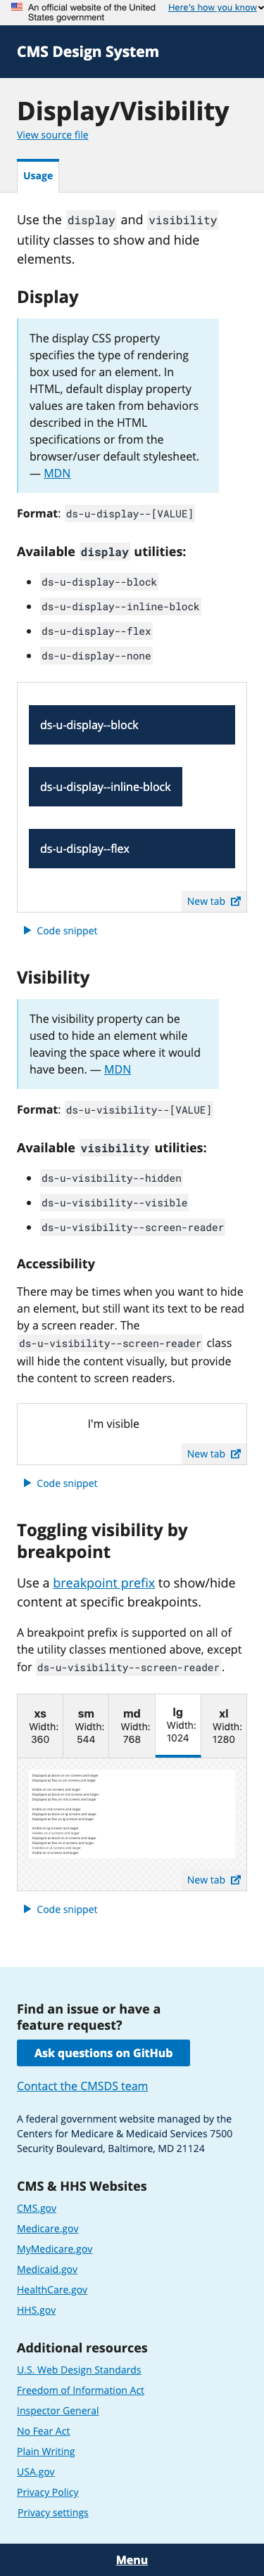 An official website of the United
States government
Here's how you know
CMS Design System
Display/Visibility
View source file
Usage
Use the display and visibility
utility classes to show and hide
elements.
Display
The display CSS property
specifies the type of rendering
box used for an element. In
HTML, default display property
values are taken from behaviors
described in the HTML
specifications or from the
browser/user default stylesheet.
— MDN
Format: ds-u-display--[VALUE]
Available display utilities:
ds-u-display--block
ds-u-display--inline-block
ds-u-display--flex
ds-u-display--none
ds-u-display--block
ds-u-display--inline-block
ds-u-display--flex
New tab
Code snippet
Visibility
The visibility property can be
used to hide an element while
leaving the space where it would
have been. — MDN
Format: ds-u-visibility--[VALUE]
Available visibility utilities:
ds-u-visibility--hidden
ds-u-visibility--visible
ds-u-visibility--screen-reader
Accessibility
There may be times when you want to hide
an element, but still want its text to be read
by a screen reader. The
ds-u-visibility--screen-reader class
will hide the content visually, but provide
the content to screen readers.
I'm visible
New tab
Code snippet
Toggling visibility by
breakpoint
Use a breakpoint prefix to show/hide
content at specific breakpoints.
A breakpoint prefix is supported on all of
the utility classes mentioned above, except
for ds-u-visibility--screen-reader.
xs
Width:
360
sm
Width:
544
md
Width:
768
lg
Width:
1024
xl
Width:
1280
New tab
Code snippet
Find an issue or have a
feature request?
Ask questions on GitHub
Contact the CMSDS team
A federal government website managed by the
Centers for Medicare & Medicaid Services 7500
Security Boulevard, Baltimore, MD 21124
CMS & HHS Websites
CMS.gov
Medicare.gov
MyMedicare.gov
Medicaid.gov
HealthCare.gov
HHS.gov
Additional resources
U.S. Web Design Standards
Freedom of Information Act
Inspector General
No Fear Act
Plain Writing
USA.gov
Privacy Policy
Privacy settings
Menu